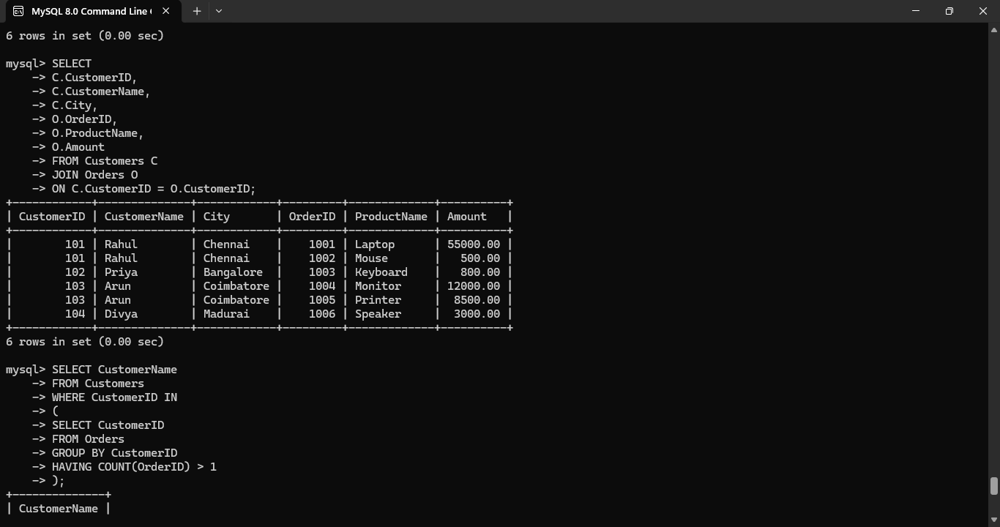 MySQL 8.0 Command Line
6 rows in set (0.00 sec)
mysql> SELECT
    -> C.CustomerID,
    -> C.CustomerName,
    -> C.City,
    -> O.OrderID,
    -> O.ProductName,
    -> O.Amount
    -> FROM Customers C
    -> JOIN Orders O
    -> ON C.CustomerID = O.CustomerID;
+------------+--------------+------------+---------+-------------+----------+
| CustomerID | CustomerName | City       | OrderID | ProductName | Amount   |
+------------+--------------+------------+---------+-------------+----------+
|        101 | Rahul        | Chennai    |    1001 | Laptop      | 55000.00 |
|        101 | Rahul        | Chennai    |    1002 | Mouse       |   500.00 |
|        102 | Priya        | Bangalore  |    1003 | Keyboard    |   800.00 |
|        103 | Arun         | Coimbatore |    1004 | Monitor     | 12000.00 |
|        103 | Arun         | Coimbatore |    1005 | Printer     |  8500.00 |
|        104 | Divya        | Madurai    |    1006 | Speaker     |  3000.00 |
+------------+--------------+------------+---------+-------------+----------+
6 rows in set (0.00 sec)
mysql> SELECT CustomerName
    -> FROM Customers
    -> WHERE CustomerID IN
    -> (
    -> SELECT CustomerID
    -> FROM Orders
    -> GROUP BY CustomerID
    -> HAVING COUNT(OrderID) > 1
    -> );
+--------------+
| CustomerName |